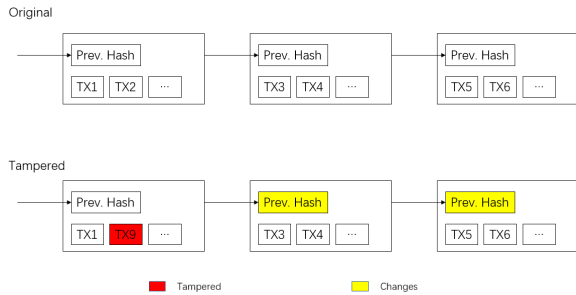 Original
Prev. Hash Prev. Hash Prev. Hash
TX1 TX2 ... TX3 TX4 ... TX5 TX6 ...
Tampered
Prev. Hash Prev. Hash Prev. Hash
TX1 TX9 ... TX3 TX4 ... TX5 TX6 ...
Tampered Changes